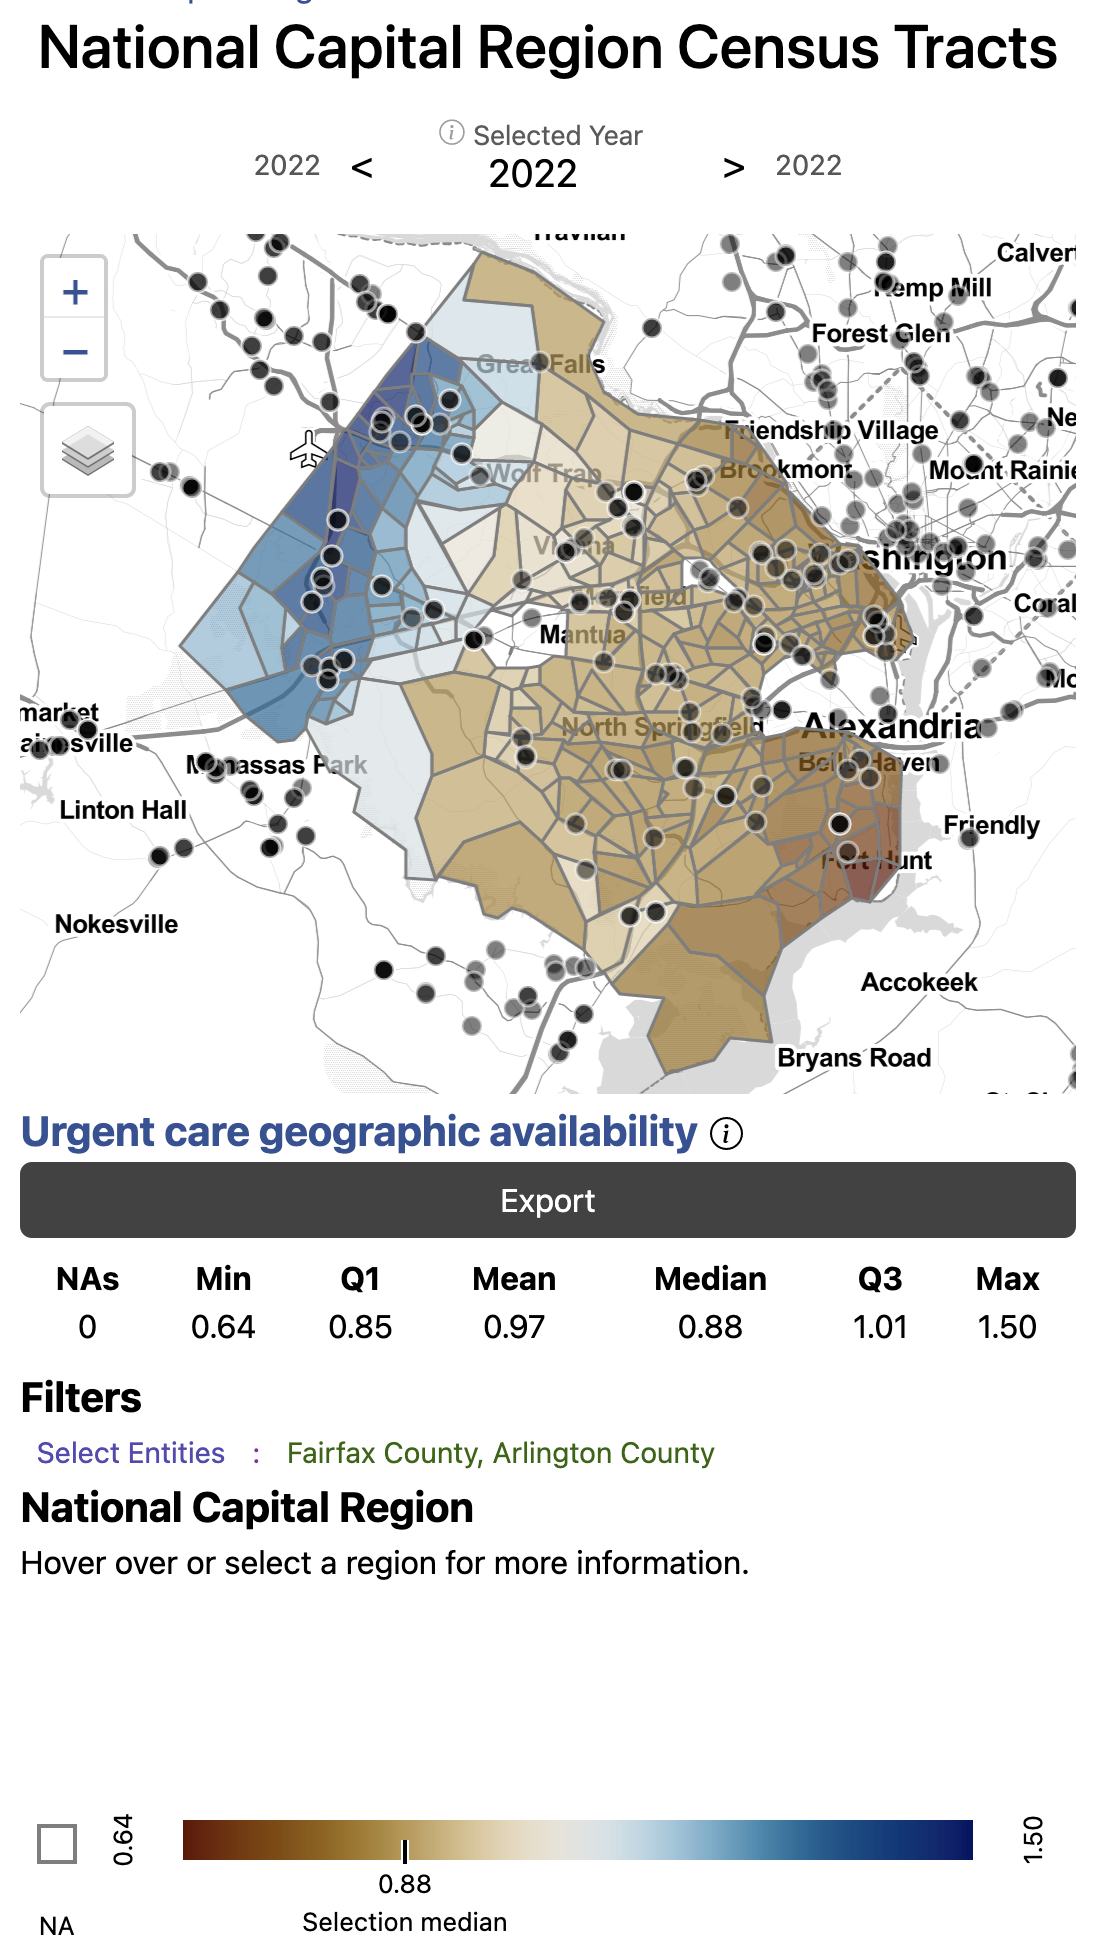 National Capital Region Census Tracts
Selected Year
2022 < 2022 > 2022
Calvert
Kemp Mill
Forest Glen
Great Falls
Friendship Village
Wolf Trap
Brookmont
Mount Rainie
Ne
Vienna
shington
Coral
Mantua
Mc
market
ainesville
North Springfield
Alexandria
Manassas Park
Belle Haven
Linton Hall
Friendly
Fort Hunt
Nokesville
Accokeek
Bryans Road
+
−
Urgent care geographic availability
Export
NAs Min Q1 Mean Median Q3 Max
0 0.64 0.85 0.97 0.88 1.01 1.50
Filters
Select Entities : Fairfax County, Arlington County
National Capital Region
Hover over or select a region for more information.
0.64
1.50
0.88
NA
Selection median